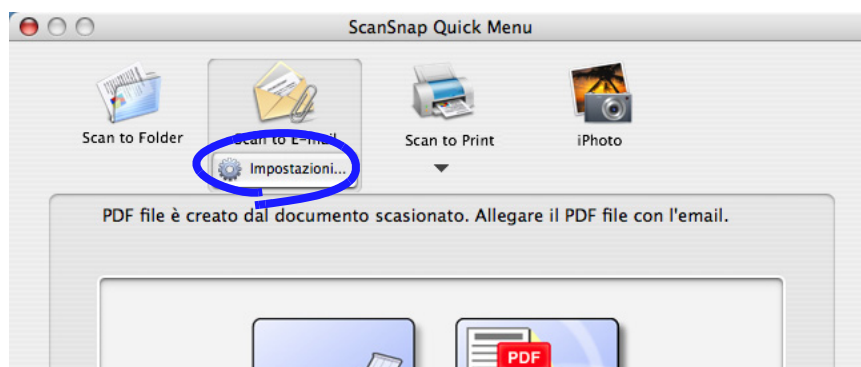 ScanSnap Quick Menu
Scan to Folder
Scan to E-mail
Scan to Print
iPhoto
Impostazioni...
PDF file è creato dal documento scasionato. Allegare il PDF file con l'email.
PDF